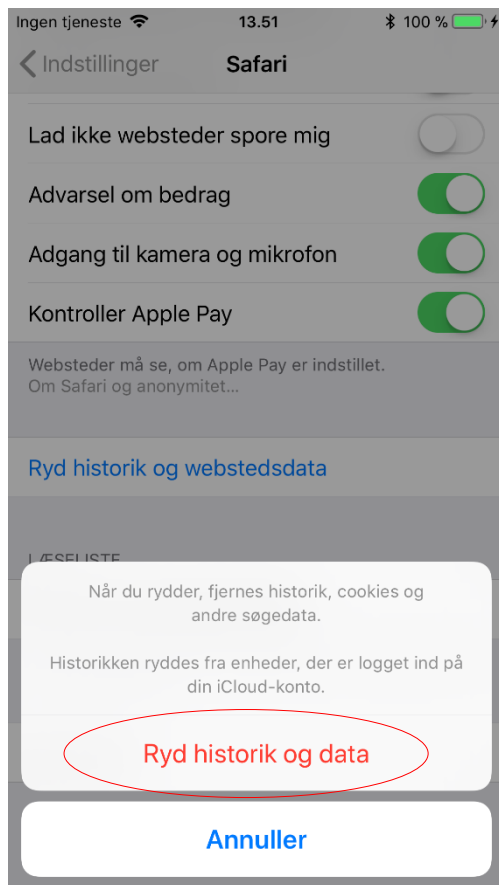 Ingen tjeneste 13.51 100 %
Indstillinger Safari
Lad ikke websteder spore mig
Advarsel om bedrag
Adgang til kamera og mikrofon
Kontroller Apple Pay
Websteder må se, om Apple Pay er indstillet.
Om Safari og anonymitet...
Ryd historik og webstedsdata
LÆSELISTE
Når du rydder, fjernes historik, cookies og
andre søgedata.
Historikken ryddes fra enheder, der er logget ind på
din iCloud-konto.
Ryd historik og data
Annuller